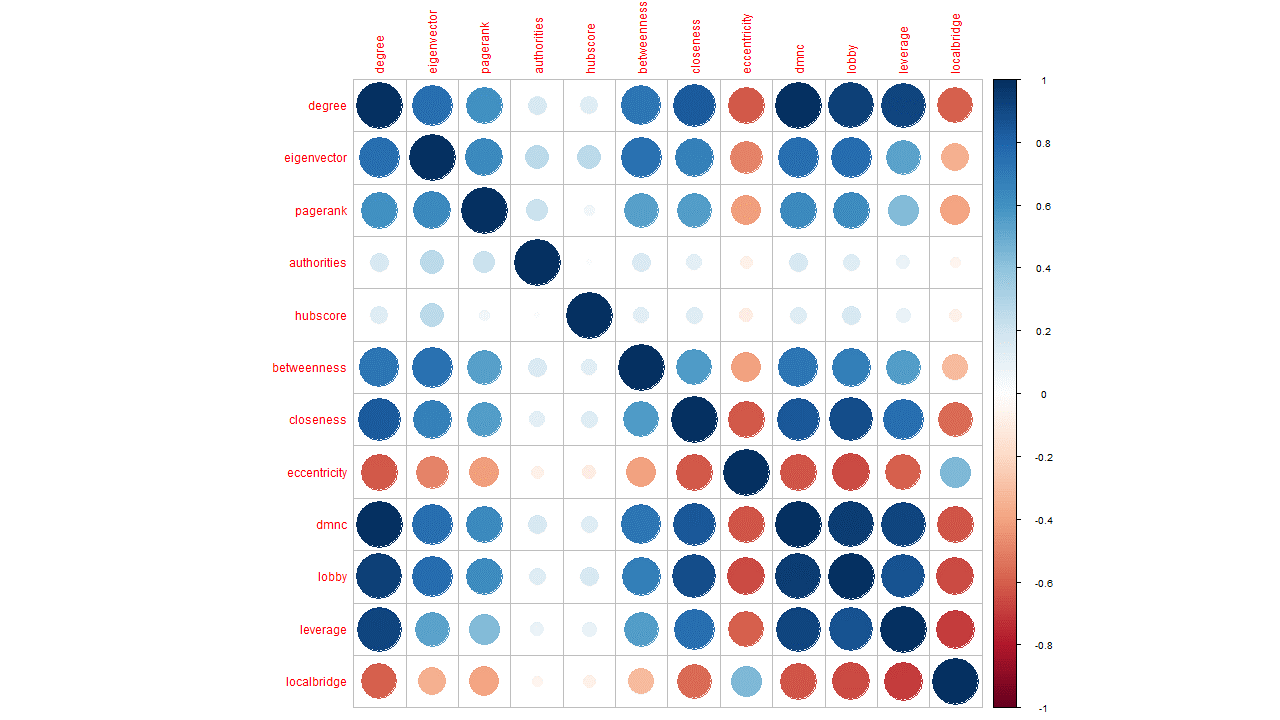 degree
eigenvector
pagerank
authorities
hubscore
betweenness
closeness
eccentricity
dmnc
lobby
leverage
localbridge
degree
eigenvector
pagerank
authorities
hubscore
betweenness
closeness
eccentricity
dmnc
lobby
leverage
localbridge
1
0.8
0.6
0.4
0.2
0
-0.2
-0.4
-0.6
-0.8
-1